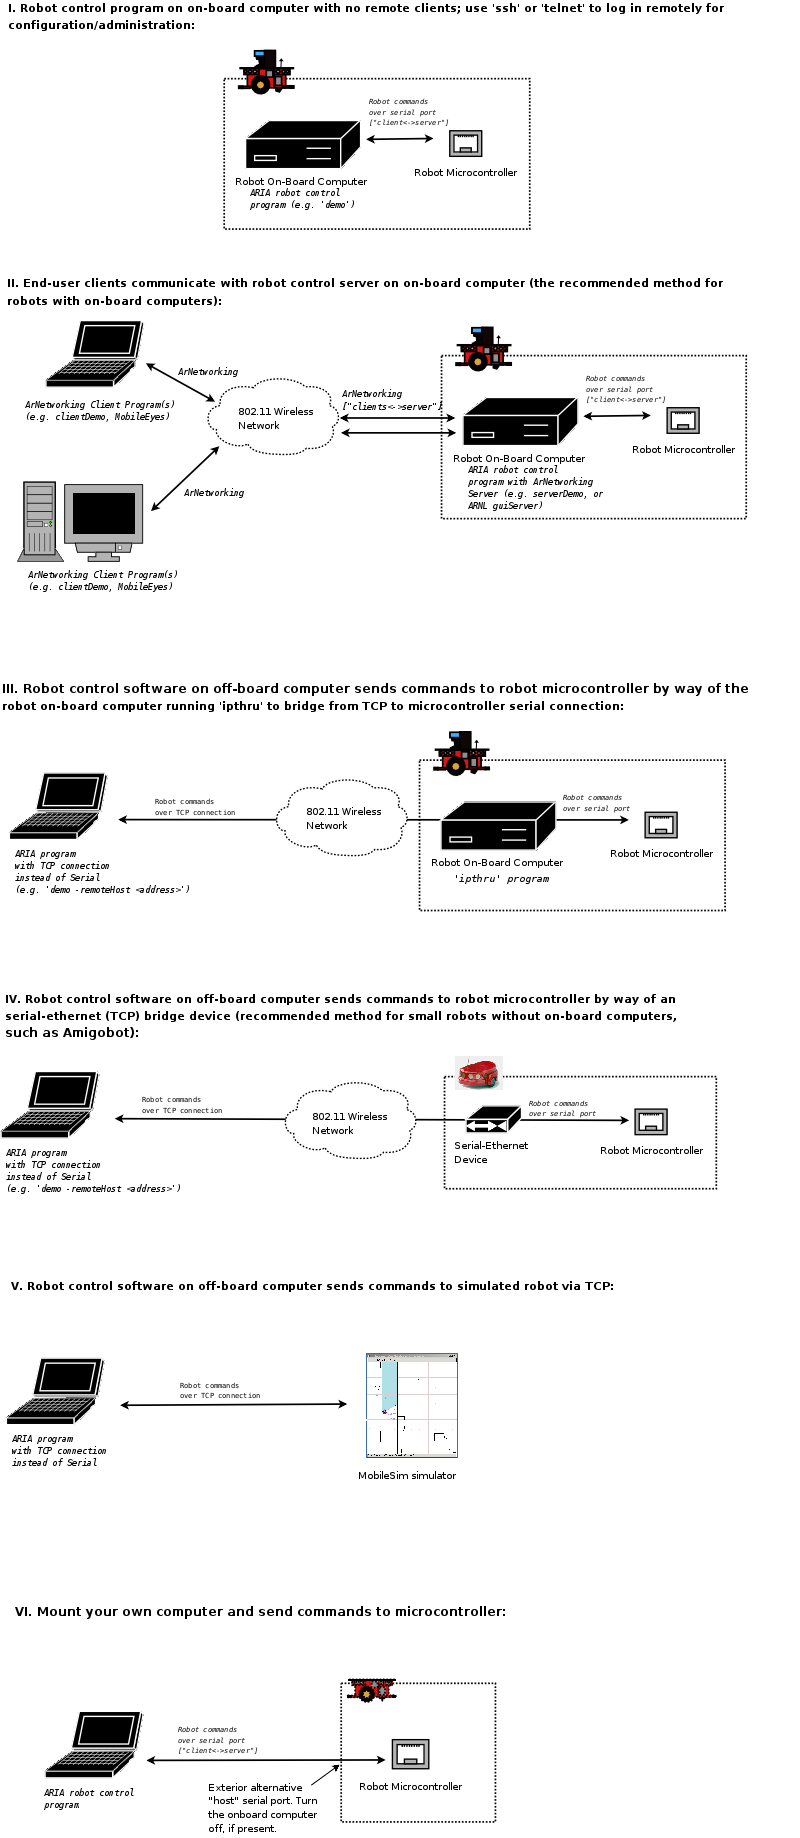 I. Robot control program on on-board computer with no remote clients; use 'ssh' or 'telnet' to log in remotely for
configuration/administration:
Robot commands
over serial port
["client<->server"]
Robot On-Board Computer
ARIA robot control
program (e.g. 'demo')
Robot Microcontroller
II. End-user clients communicate with robot control server on on-board computer (the recommended method for
robots with on-board computers):
ArNetworking
ArNetworking Client Program(s)
(e.g. clientDemo, MobileEyes)
802.11 Wireless
Network
ArNetworking
["clients<->server"]
Robot commands
over serial port
["client<->server"]
Robot On-Board Computer
ARIA robot control
program with ArNetworking
Server (e.g. serverDemo, or
ARNL guiServer)
Robot Microcontroller
ArNetworking
ArNetworking Client Program(s)
(e.g. clientDemo, MobileEyes)
III. Robot control software on off-board computer sends commands to robot microcontroller by way of the
robot on-board computer running 'ipthru' to bridge from TCP to microcontroller serial connection:
Robot commands
over TCP connection
ARIA program
with TCP connection
instead of Serial
(e.g. 'demo -remoteHost <address>')
802.11 Wireless
Network
Robot commands
over serial port
Robot On-Board Computer
'ipthru' program
Robot Microcontroller
IV. Robot control software on off-board computer sends commands to robot microcontroller by way of an
serial-ethernet (TCP) bridge device (recommended method for small robots without on-board computers,
such as Amigobot):
Robot commands
over TCP connection
ARIA program
with TCP connection
instead of Serial
(e.g. 'demo -remoteHost <address>')
802.11 Wireless
Network
Robot commands
over serial port
Serial-Ethernet
Device
Robot Microcontroller
V. Robot control software on off-board computer sends commands to simulated robot via TCP:
Robot commands
over TCP connection
ARIA program
with TCP connection
instead of Serial
MobileSim simulator
VI. Mount your own computer and send commands to microcontroller:
Robot commands
over serial port
["client<->server"]
ARIA robot control
program
Exterior alternative
"host" serial port. Turn
the onboard computer
off, if present.
Robot Microcontroller